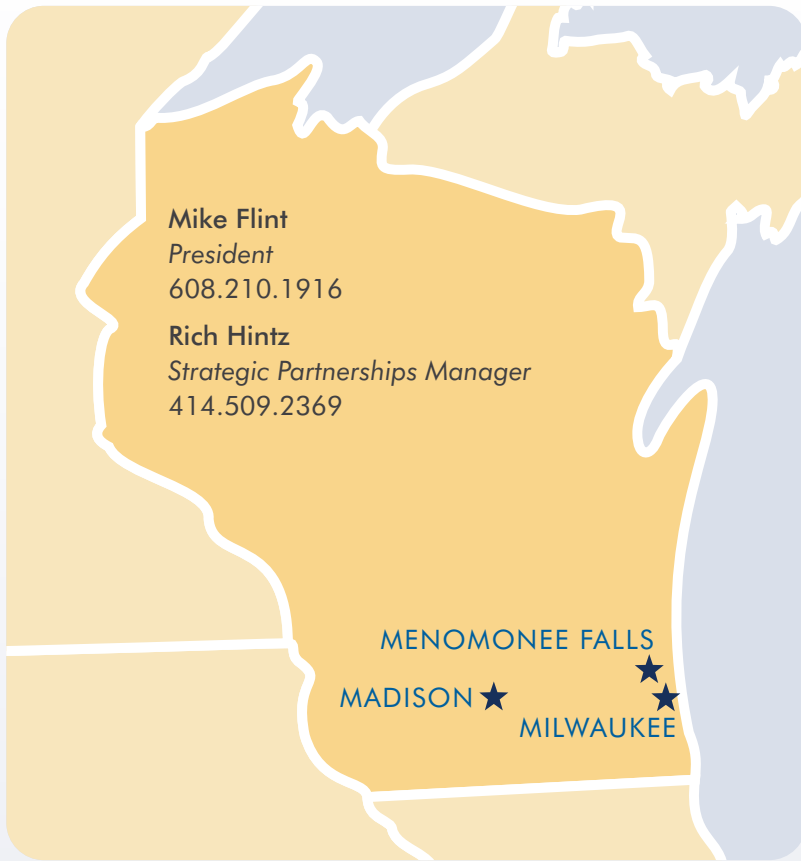 Mike Flint
President
608.210.1916
Rich Hintz
Strategic Partnerships Manager
414.509.2369
MENOMONEE FALLS
MADISON
MILWAUKEE